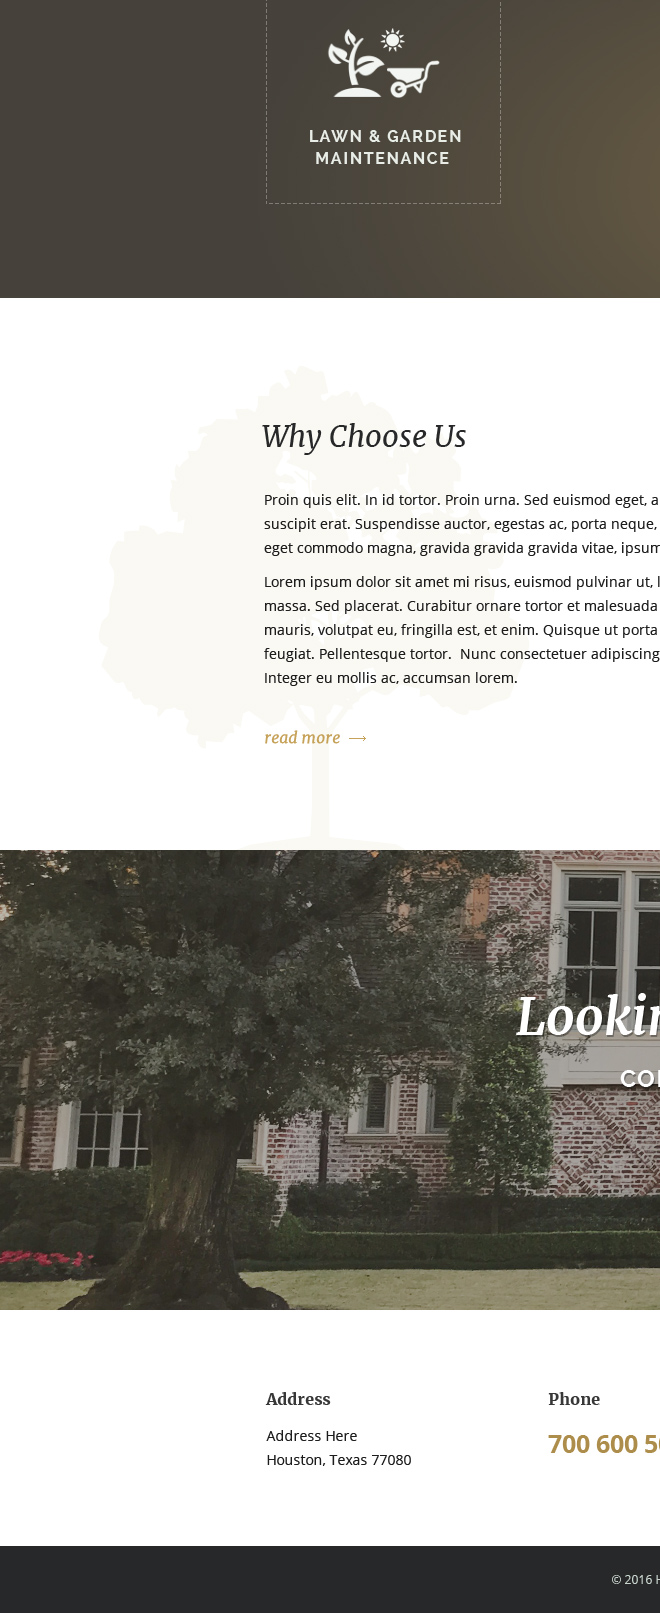 LAWN & GARDEN
MAINTENANCE
Why Choose Us
Proin quis elit. In id tortor. Proin urna. Sed euismod eget, a
suscipit erat. Suspendisse auctor, egestas ac, porta neque,
eget commodo magna, gravida gravida gravida vitae, ipsum
Lorem ipsum dolor sit amet mi risus, euismod pulvinar ut, l
massa. Sed placerat. Curabitur ornare tortor et malesuada
mauris, volutpat eu, fringilla est, et enim. Quisque ut porta
feugiat. Pellentesque tortor. Nunc consectetuer adipiscing
Integer eu mollis ac, accumsan lorem.
read more →
Lookin
CO
Address
Phone
Address Here
Houston, Texas 77080
700 600 5
© 2016 H